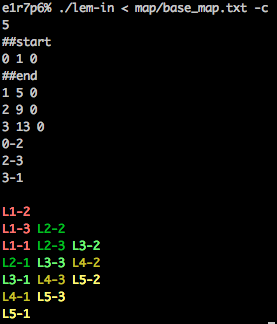 e1r7p6% ./lem-in < map/base_map.txt -c
5
##start
0 1 0
##end
1 5 0
2 9 0
3 13 0
0-2
2-3
3-1

L1-2
L1-3 L2-2
L1-1 L2-3 L3-2
L2-1 L3-3 L4-2
L3-1 L4-3 L5-2
L4-1 L5-3
L5-1